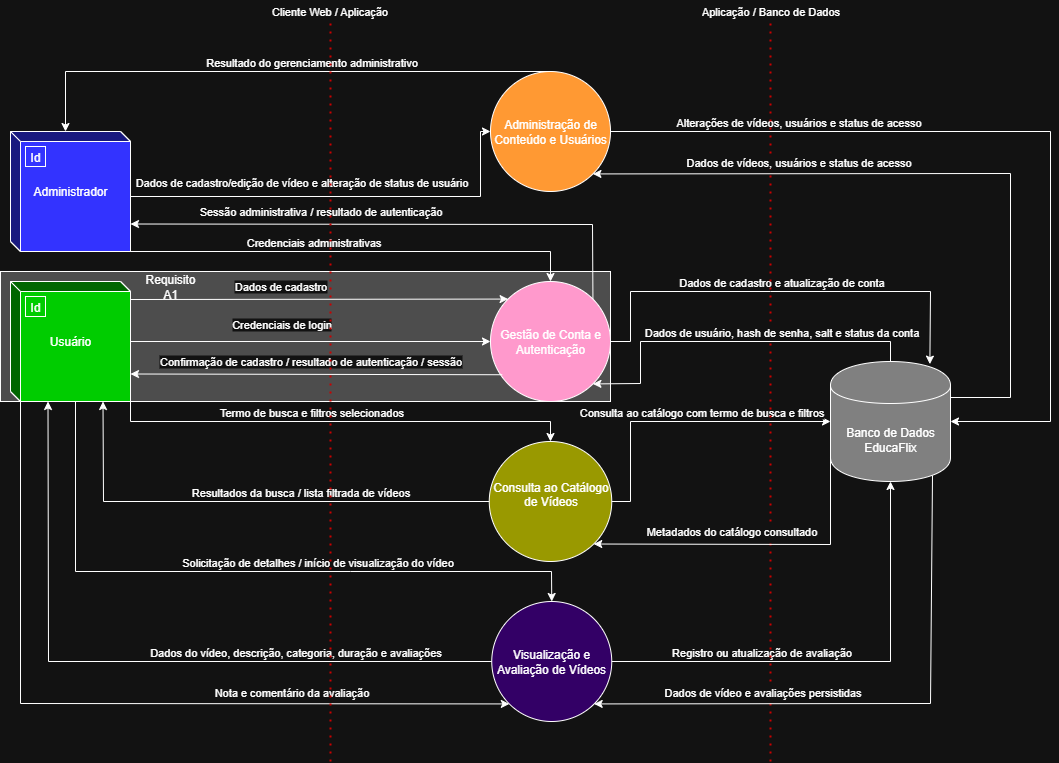 Cliente Web / Aplicação
Aplicação / Banco de Dados
Resultado do gerenciamento administrativo
Administração de
Conteúdo e Usuários
Alterações de vídeos, usuários e status de acesso
Id
Dados de vídeos, usuários e status de acesso
Administrador
Dados de cadastro/edição de vídeo e alteração de status de usuário
Sessão administrativa / resultado de autenticação
Credenciais administrativas
Requisito
A1
Dados de cadastro
Dados de cadastro e atualização de conta
Id
Credenciais de login
Gestão de Conta e
Autenticação
Dados de usuário, hash de senha, salt e status da conta
Usuário
Confirmação de cadastro / resultado de autenticação / sessão
Termo de busca e filtros selecionados
Consulta ao catálogo com termo de busca e filtros
Banco de Dados
EducaFlix
Consulta ao Catálogo
de Vídeos
Resultados da busca / lista filtrada de vídeos
Metadados do catálogo consultado
Solicitação de detalhes / início de visualização do vídeo
Visualização e
Avaliação de Vídeos
Dados do vídeo, descrição, categoria, duração e avaliações
Registro ou atualização de avaliação
Nota e comentário da avaliação
Dados de vídeo e avaliações persistidas